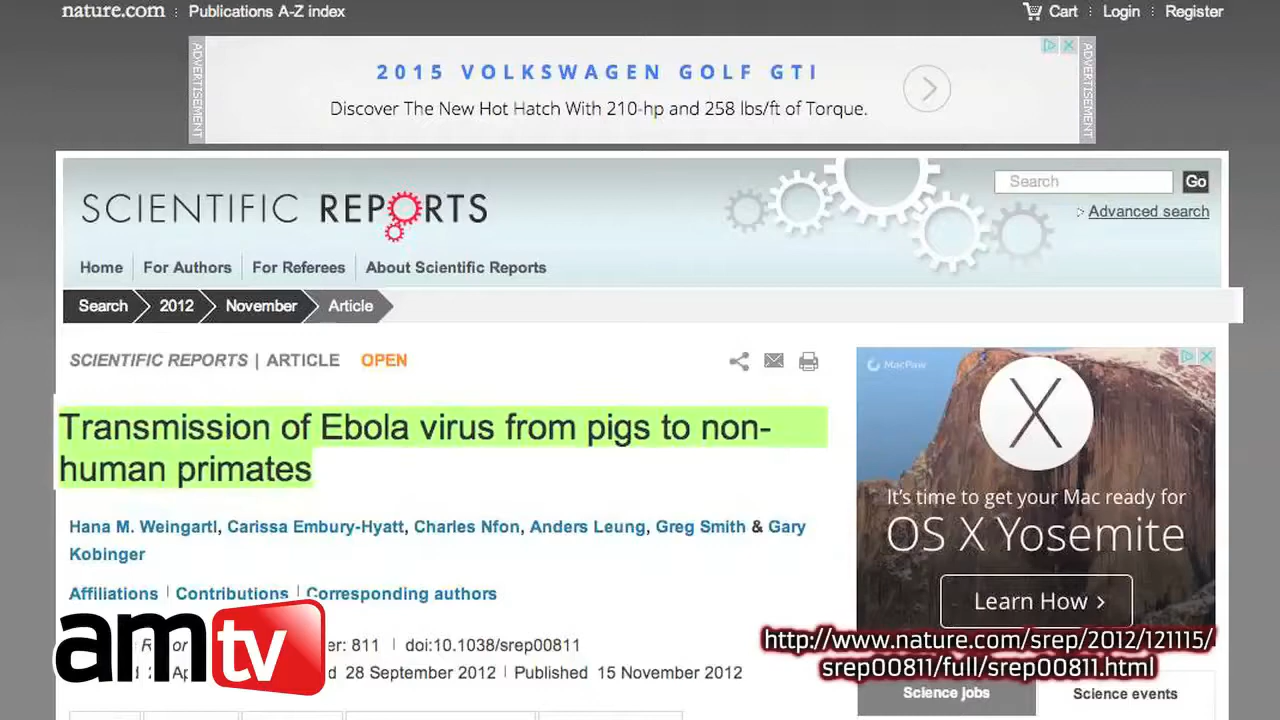 nature.com : Publications A-Z index
Cart : Login : Register
ADVERTISEMENT
2015 VOLKSWAGEN GOLF GTI
Discover The New Hot Hatch With 210-hp and 258 lbs/ft of Torque.
ADVERTISEMENT
SCIENTIFIC REPORTS
Search
Go
Advanced search
Home
For Authors
For Referees
About Scientific Reports
Search
2012
November
Article
SCIENTIFIC REPORTS | ARTICLE OPEN
MacPaw
X
Transmission of Ebola virus from pigs to non-
human primates
It's time to get your Mac ready for
OS X Yosemite
Learn How >
Hana M. Weingartl, Carissa Embury-Hyatt, Charles Nfon, Anders Leung, Greg Smith & Gary
Kobinger
Affiliations | Contributions | Corresponding authors
811 | doi:10.1038/srep00811
28 September 2012 | Published 15 November 2012
amtv
http://www.nature.com/srep/2012/121115/
srep00811/full/srep00811.html
Science jobs
Science events